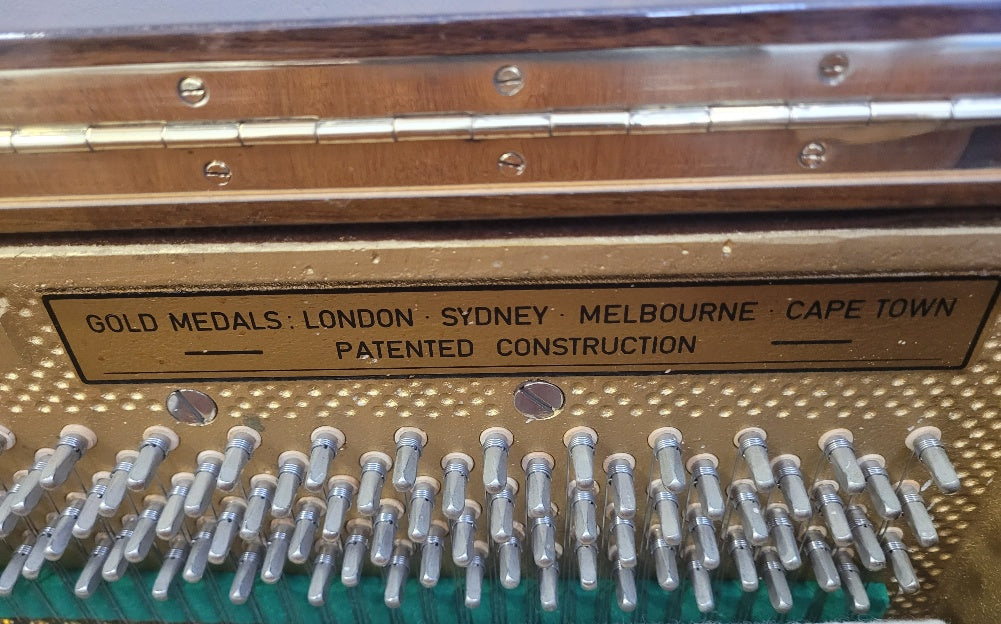 GOLD MEDALS: LONDON · SYDNEY · MELBOURNE · CAPE TOWN
PATENTED CONSTRUCTION